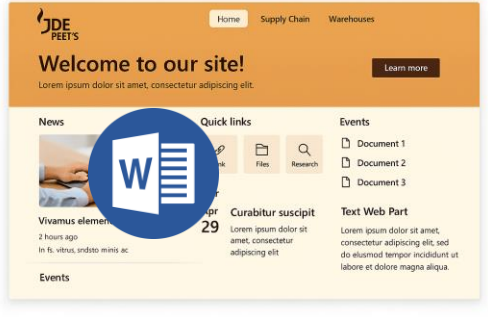 JDE
PEET'S
Home Supply Chain Warehouses
Welcome to our site!
Lorem ipsum dolor sit amet, consectetur adipiscing elit.
Learn more
News
W
Vivamus
2 hours ago
In fs. vitrus, sndsto minis ac
Events
Quick links
Files
Research
29
Curabitur suscipit
Lorem ipsum dolor sit
amet, consectetur
adipiscing elit
Events
Document 1
Document 2
Document 3
Text Web Part
Lorem ipsum dolor sit amet,
consectetur adipiscing elit, sed
do elusmod tempor incididunt ut
labore et dolore magna aliqua.